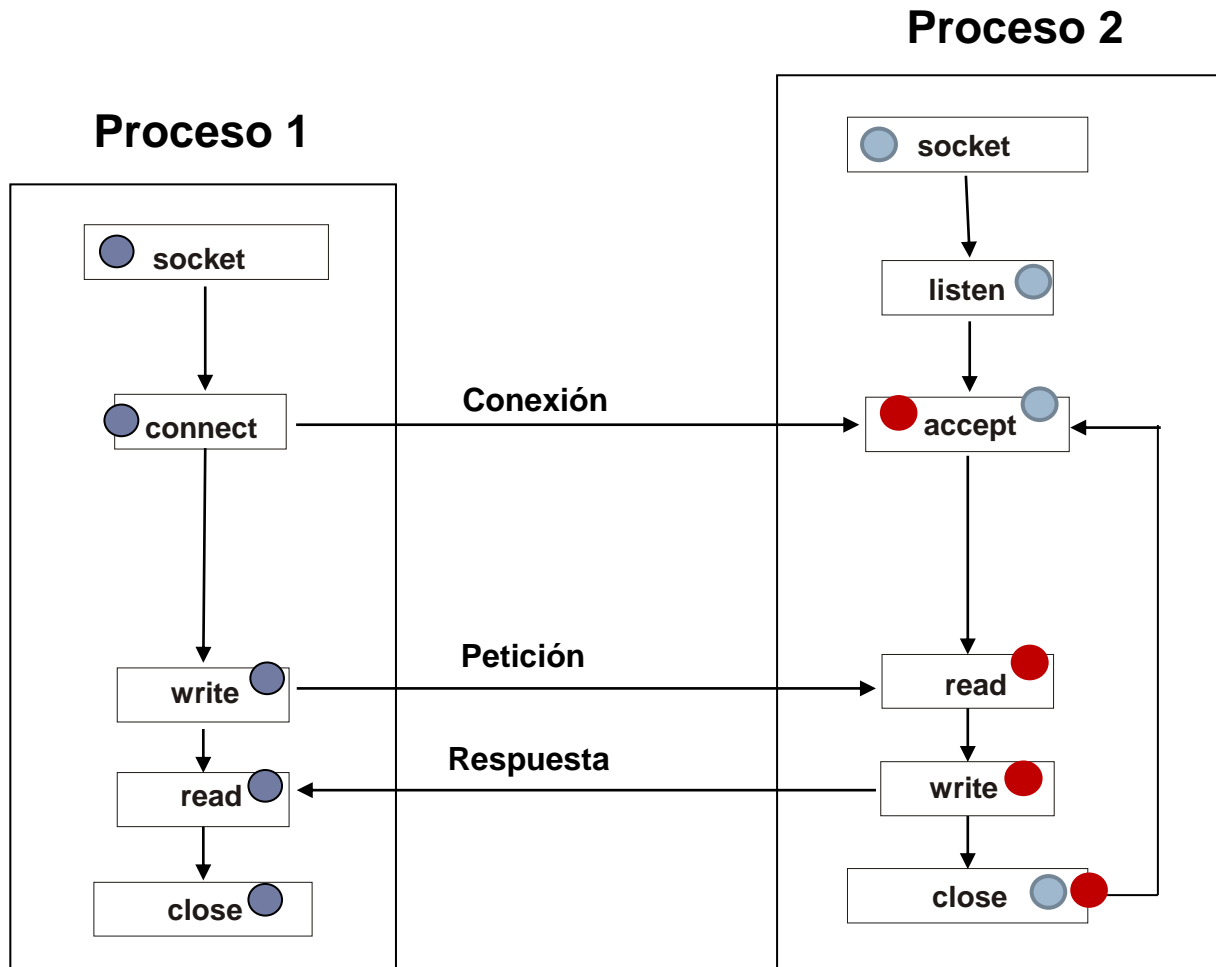 Proceso 1
socket
connect
write
read
close
Conexión
Petición
Respuesta
Proceso 2
socket
listen
accept
read
write
close